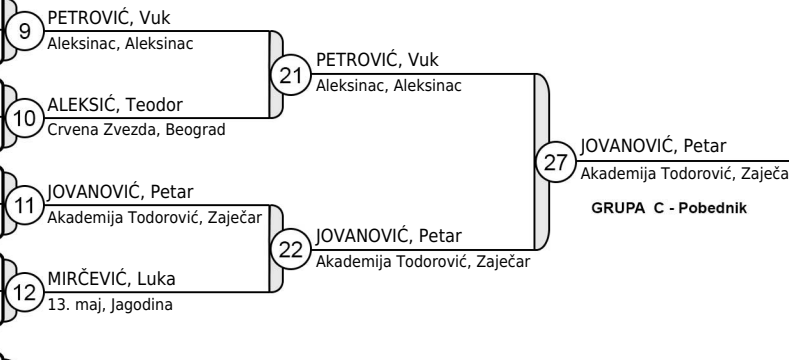 9
PETROVIĆ, Vuk
Aleksinac, Aleksinac
10
ALEKSIĆ, Teodor
Crvena Zvezda, Beograd
11
JOVANOVIĆ, Petar
Akademija Todorović, Zaječar
12
MIRČEVIĆ, Luka
13. maj, Jagodina
21
PETROVIĆ, Vuk
Aleksinac, Aleksinac
22
JOVANOVIĆ, Petar
Akademija Todorović, Zaječar
27
JOVANOVIĆ, Petar
Akademija Todorović, Zaječa
GRUPA C - Pobednik